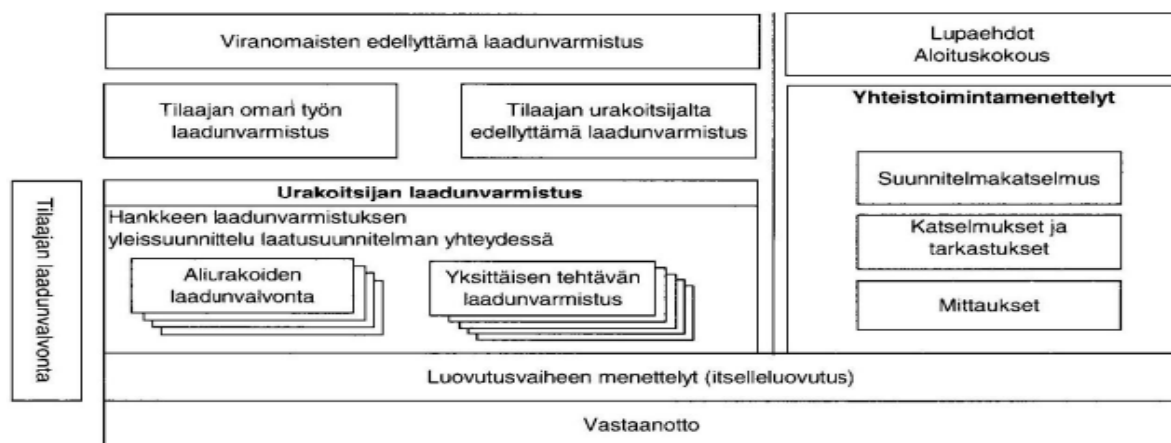 Viranomaisten edellyttämä laadunvarmistus
Lupaehdot
Aloituskokous
Tilaajan oman työn
laadunvarmistus
Tilaajan urakoitsijalta
edellyttämä laadunvarmistus
Yhteistoimintamenettelyt
Suunnitelmakatselmus
Katselmukset ja
tarkastukset
Mittaukset
Tilaajan laadunvalvonta
Urakoitsijan laadunvarmistus
Hankkeen laadunvarmistuksen
yleissuunnittelu laatusuunnitelman yhteydessä
Aliurakoiden
laadunvalvonta
Yksittäisen tehtävän
laadunvarmistus
Luovutusvaiheen menettelyt (itselleluovutus)
Vastaanotto